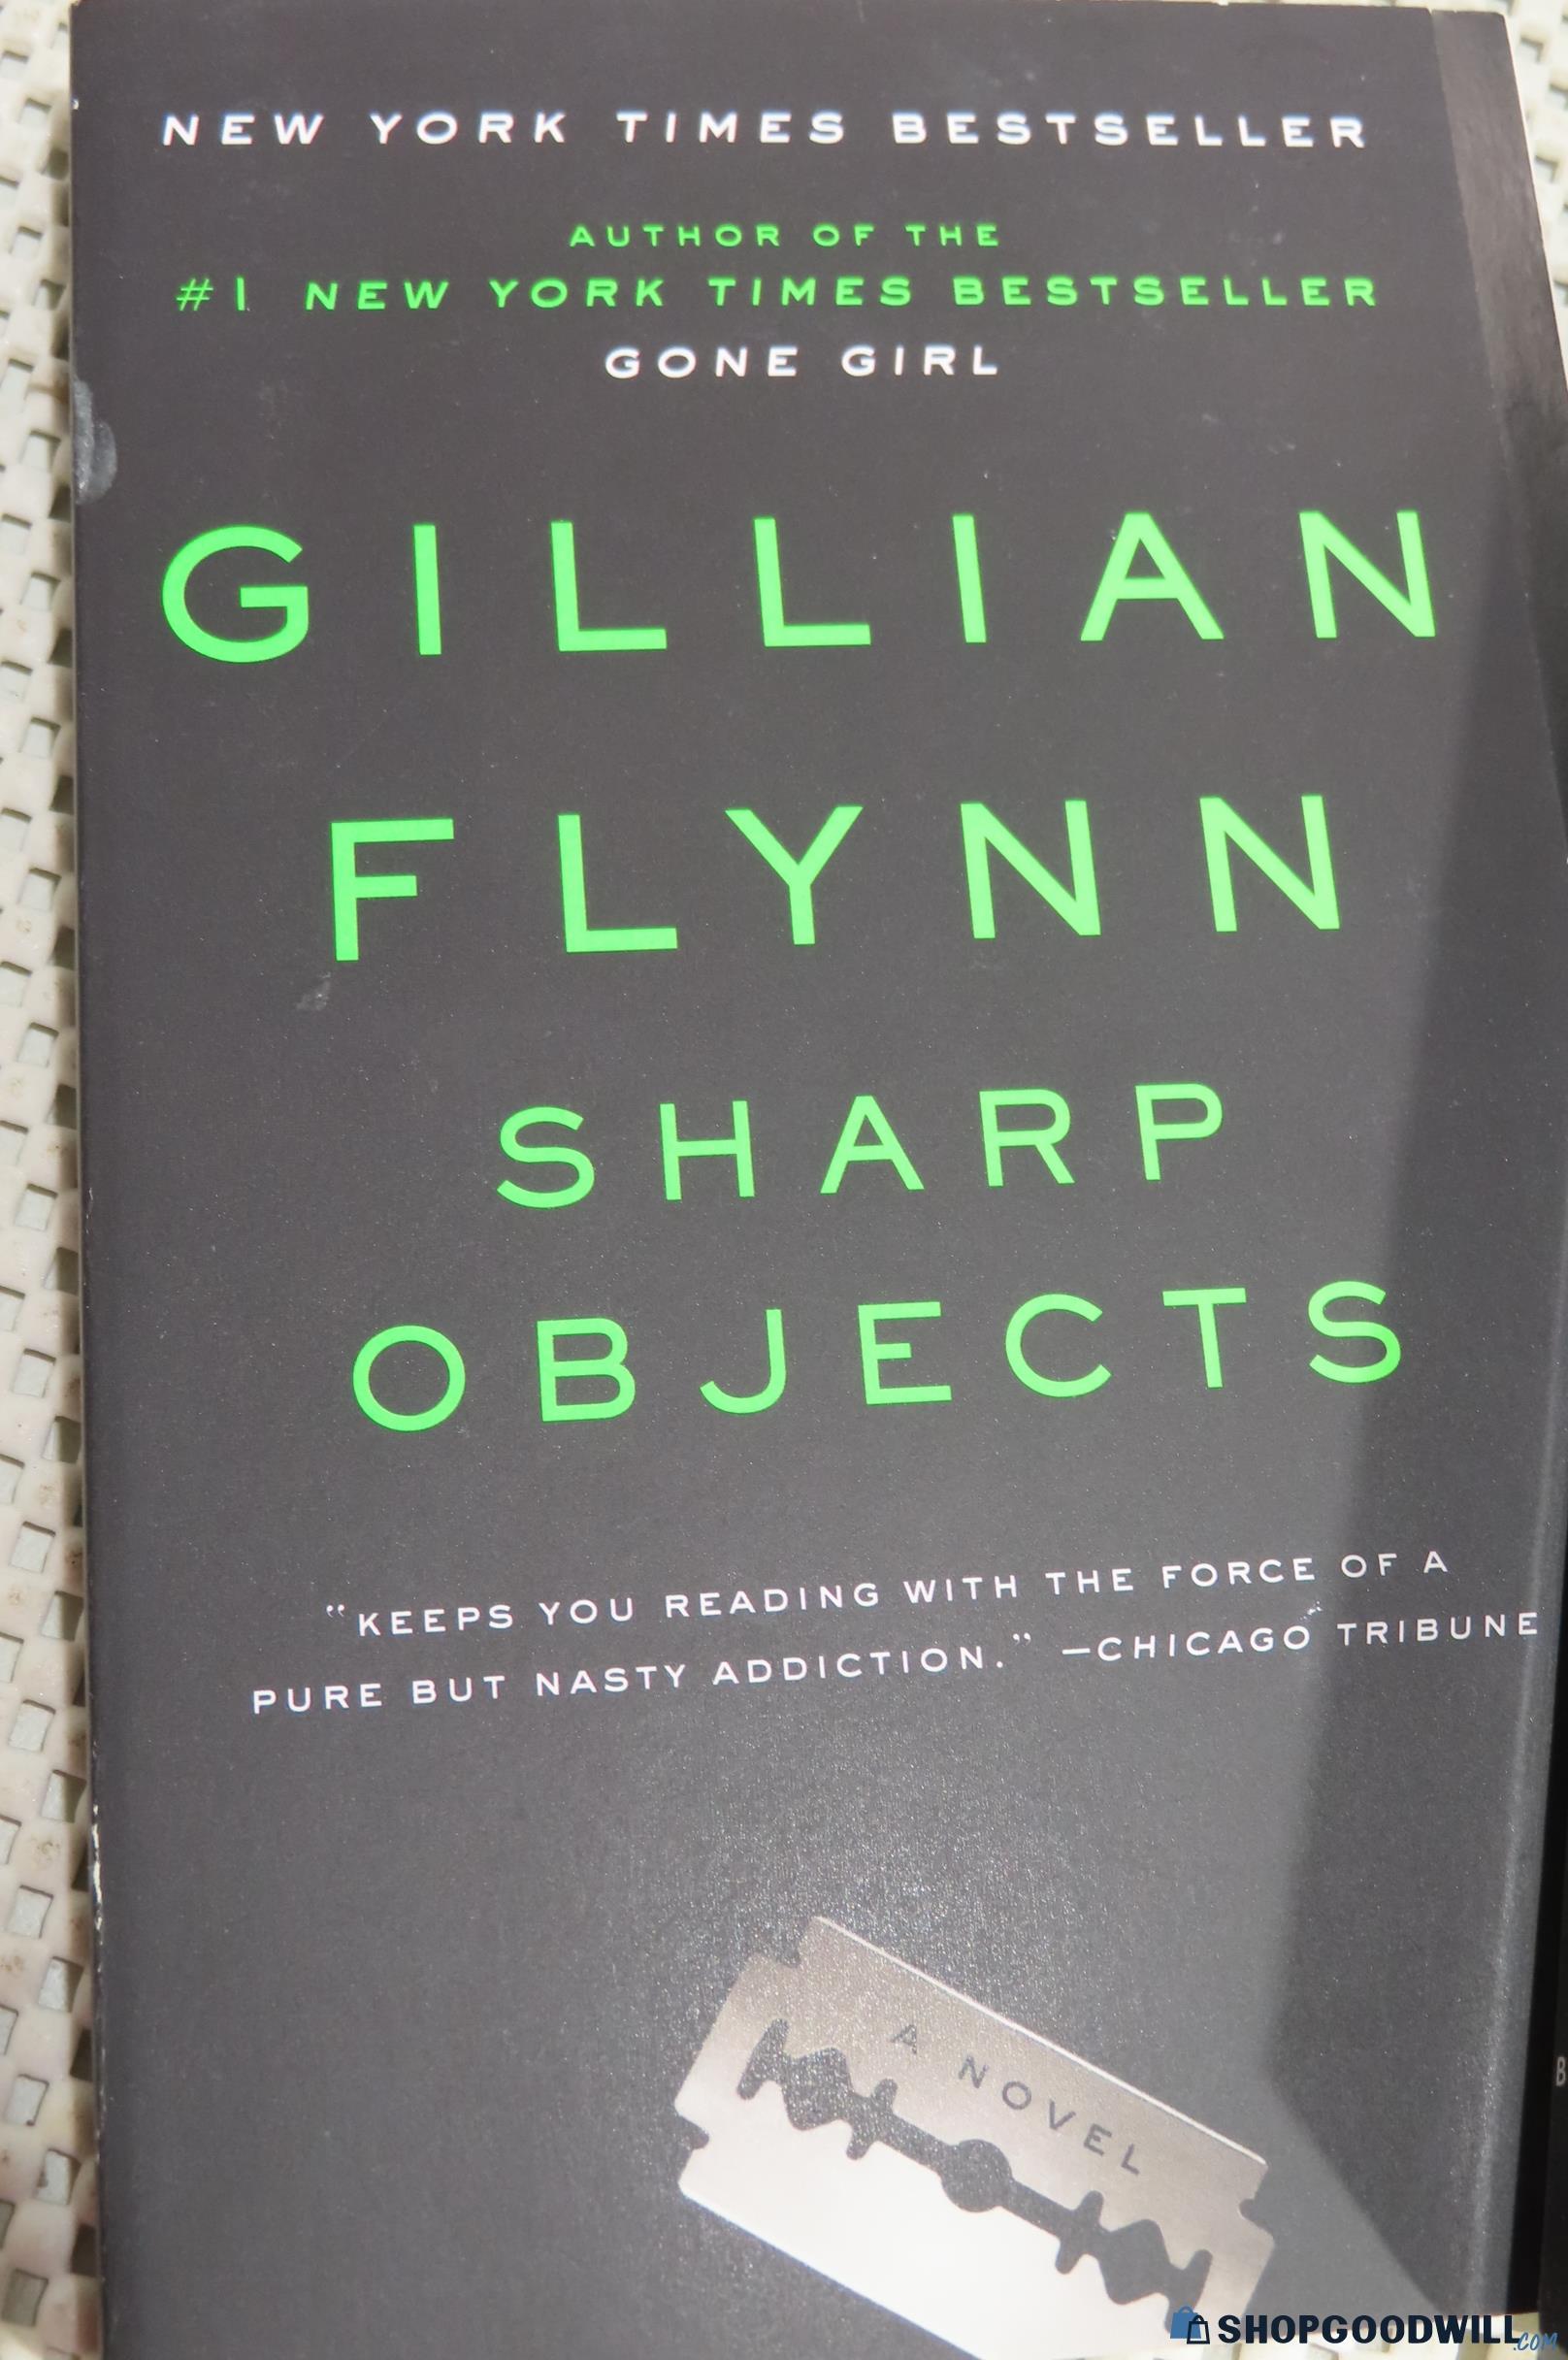 NEW YORK TIMES BESTSELLER
AUTHOR OF THE
#1 NEW YORK TIMES BESTSELLER
GONE GIRL
GILLIAN
FLYNN
SHARP
OBJECTS
“KEEPS YOU READING WITH THE FORCE OF A
PURE BUT NASTY ADDICTION.” —CHICAGO TRIBUNE
A NOVEL
B
SHOPGOODWILL.COM